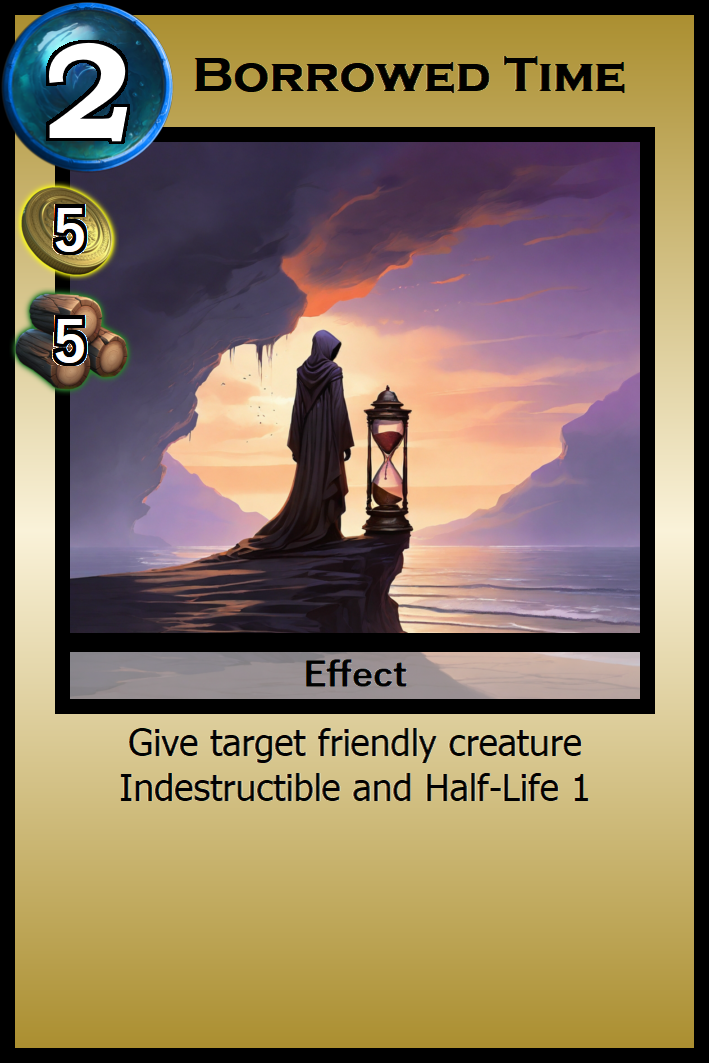 2
Borrowed Time
5
5
Effect
Give target friendly creature
Indestructible and Half-Life 1